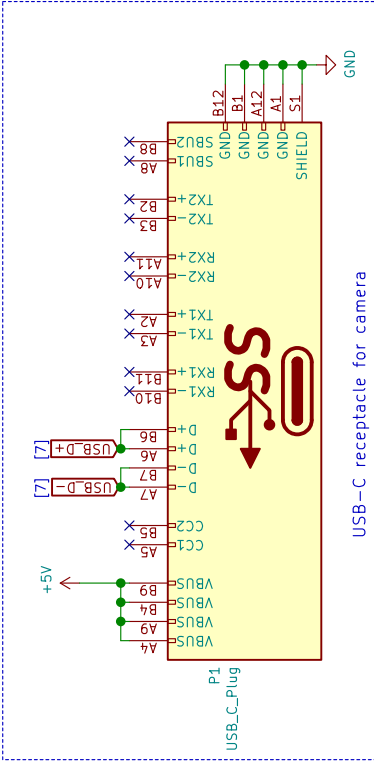 GND
B12
B1
A12
A1
S1
GND
GND
GND
GND
SHIELD
B8
SBU2
A8
SBU1
B2
TX2+
B3
TX2-
A11
RX2+
A10
RX2-
A2
TX1+
A3
TX1-
B11
RX1+
B10
RX1-
B6
D+
A6
D+
B7
D-
A7
D-
[7]
USB_D+
[7]
USB_D-
B5
CC2
A5
CC1
+5V
B9
VBUS
B4
VBUS
A9
VBUS
A4
VBUS
SS
SS
P1
USB_C_Plug
USB-C receptacle for camera